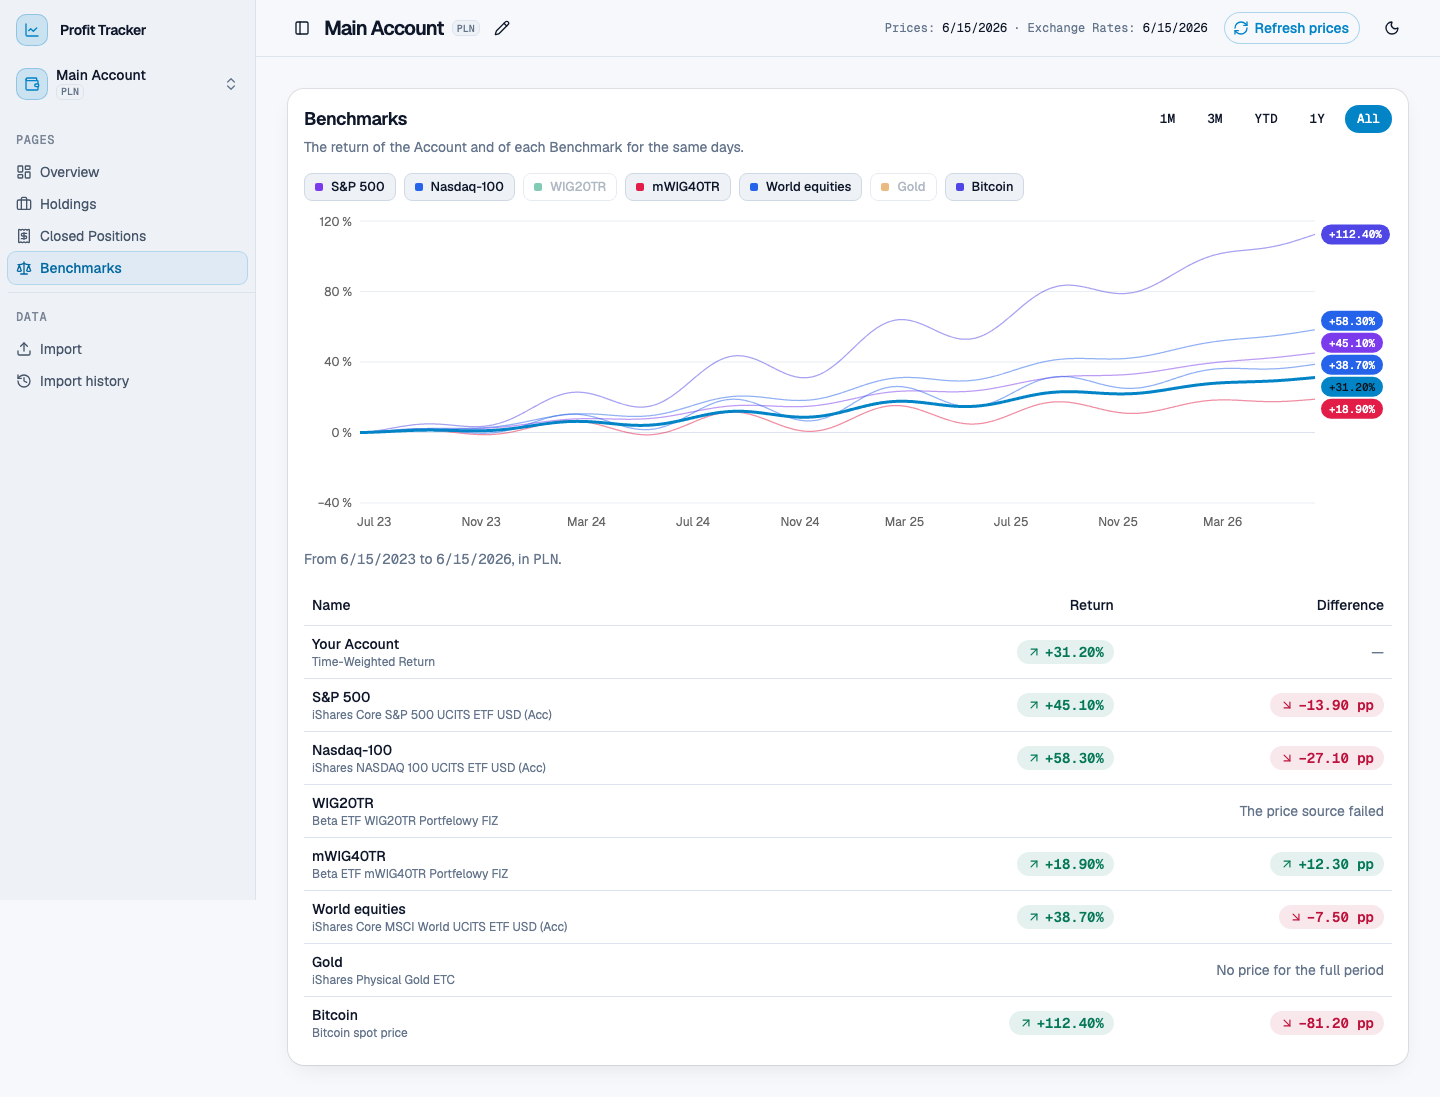 Profit Tracker
Main Account
PLN
PAGES
Overview
Holdings
Closed Positions
Benchmarks
DATA
Import
Import history
Main Account PLN
Prices: 6/15/2026 · Exchange Rates: 6/15/2026
Refresh prices
Benchmarks
1M 3M YTD 1Y All
The return of the Account and of each Benchmark for the same days.
S&P 500 Nasdaq-100 WIG20TR mWIG40TR World equities Gold Bitcoin
120 %
80 %
40 %
0 %
−40 %
+112.40%
+58.30%
+45.10%
+38.70%
+31.20%
+18.90%
Jul 23 Nov 23 Mar 24 Jul 24 Nov 24 Mar 25 Jul 25 Nov 25 Mar 26
From 6/15/2023 to 6/15/2026, in PLN.
Name Return Difference
Your Account
Time-Weighted Return
+31.20% —
S&P 500
iShares Core S&P 500 UCITS ETF USD (Acc)
+45.10% −13.90 pp
Nasdaq-100
iShares NASDAQ 100 UCITS ETF USD (Acc)
+58.30% −27.10 pp
WIG20TR
Beta ETF WIG20TR Portfelowy FIZ
The price source failed
mWIG40TR
Beta ETF mWIG40TR Portfelowy FIZ
+18.90% +12.30 pp
World equities
iShares Core MSCI World UCITS ETF USD (Acc)
+38.70% −7.50 pp
Gold
iShares Physical Gold ETC
No price for the full period
Bitcoin
Bitcoin spot price
+112.40% −81.20 pp